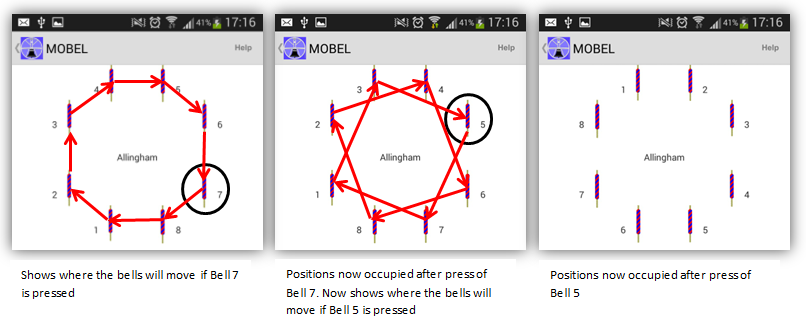 41% 17:16
MOBEL Help
4 5
3 6
Allingham
2 7
1 8
Shows where the bells will move if Bell 7
is pressed
41% 17:16
MOBEL Help
3 4
2 5
Allingham
1 6
8 7
Positions now occupied after press of
Bell 7. Now shows where the bells will
move if Bell 5 is pressed
41% 17:16
MOBEL Help
1 2
8 3
Allingham
7 4
6 5
Positions now occupied after press of
Bell 5